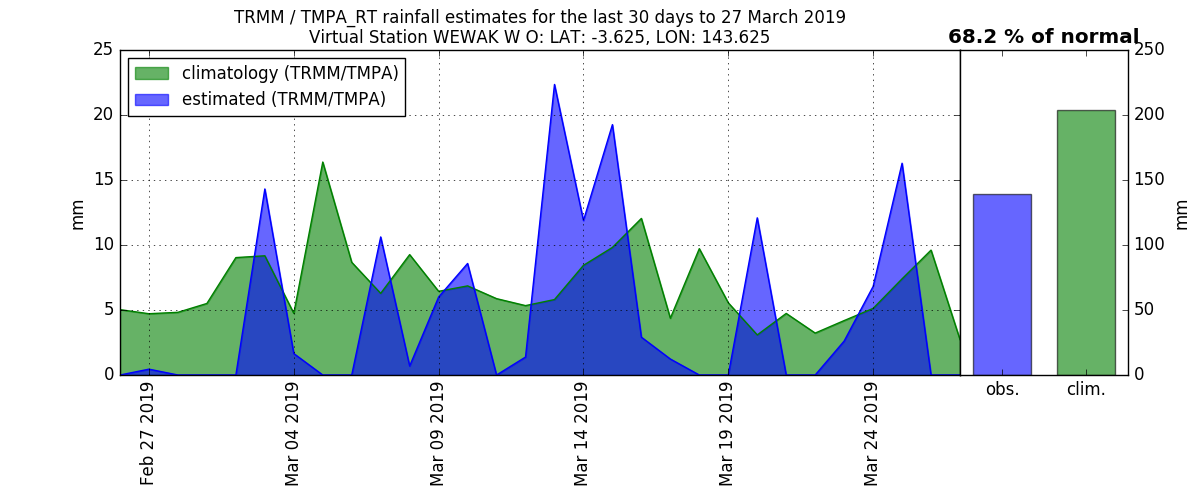 TRMM / TMPA_RT rainfall estimates for the last 30 days to 27 March 2019
Virtual Station WEWAK W O: LAT: -3.625, LON: 143.625
68.2 % of normal
climatology (TRMM/TMPA)
estimated (TRMM/TMPA)
25
20
15
10
5
0
mm
Feb 27 2019
Mar 04 2019
Mar 09 2019
Mar 14 2019
Mar 19 2019
Mar 24 2019
obs.
clim.
250
200
150
100
50
0
mm